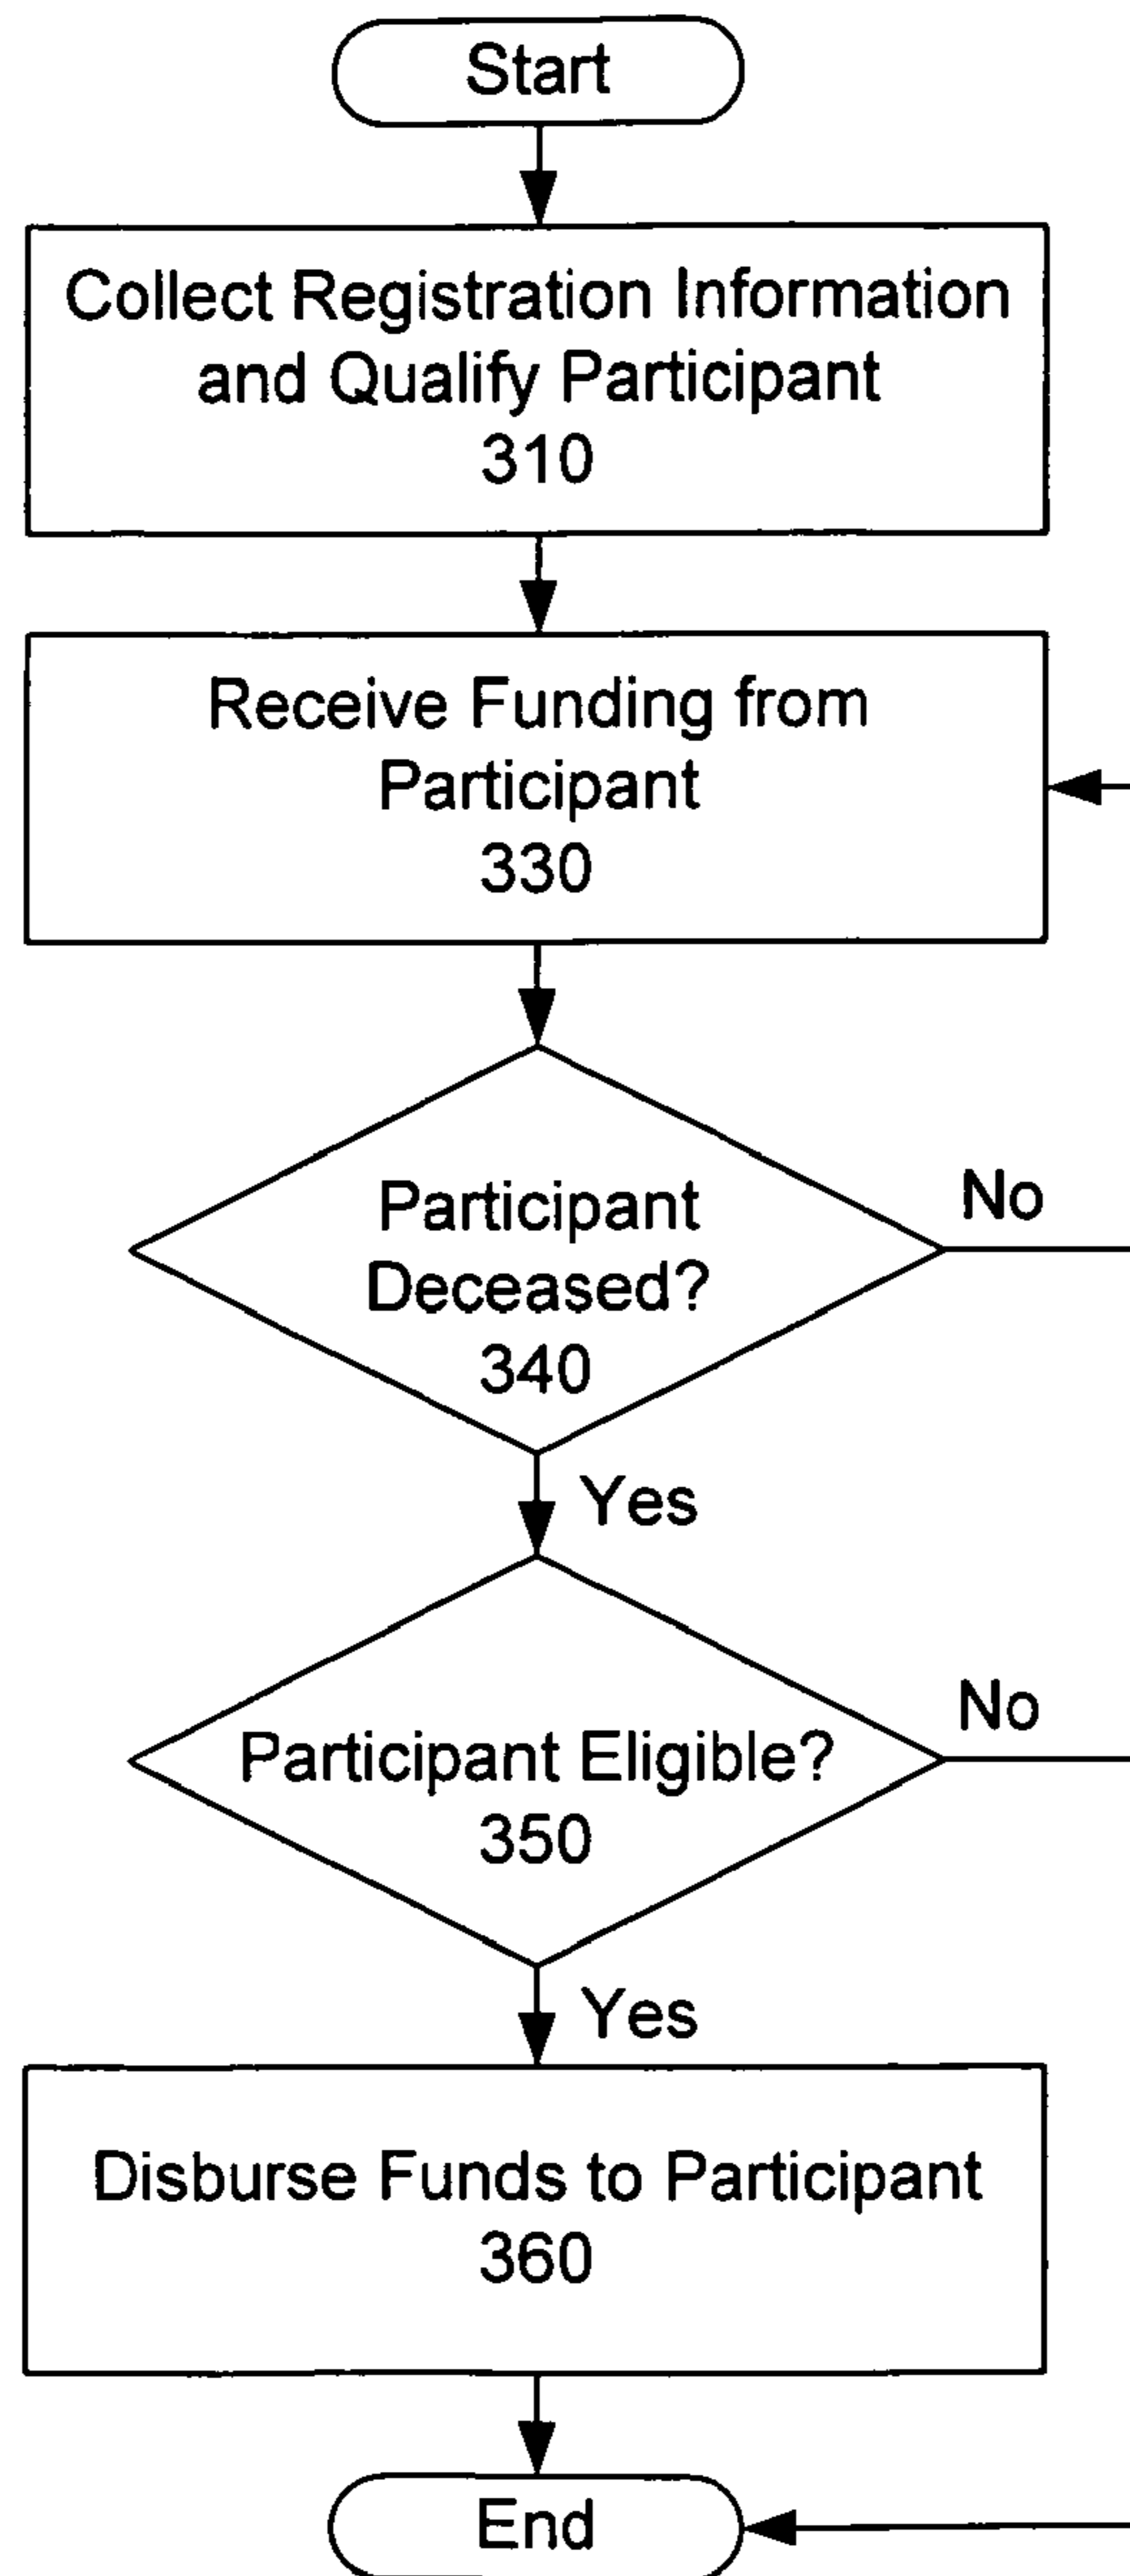 Start
Collect Registration Information
and Qualify Participant
310
Receive Funding from
Participant
330
Participant
Deceased?
340
No
Yes
Participant Eligible?
350
No
Yes
Disburse Funds to Participant
360
End